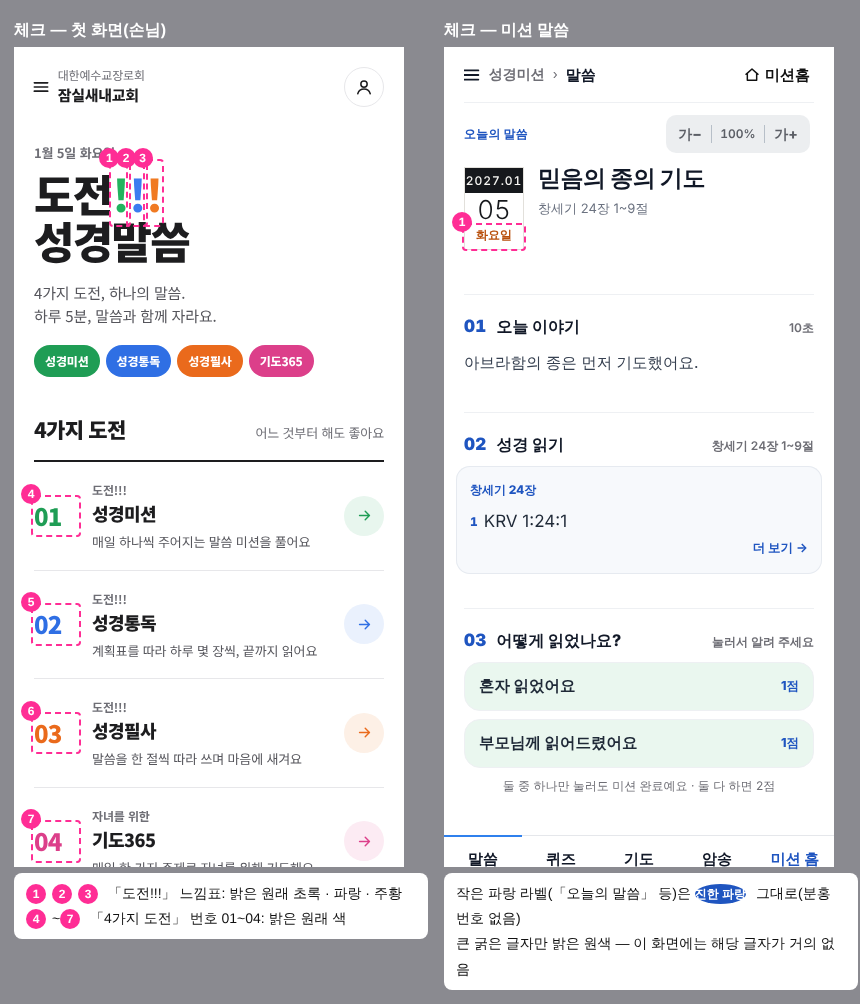 체크 — 첫 화면(손님)
대한예수교장로회
잠실새내교회
1월 5일 화요
1 2 3
도전!!!
성경말씀
4가지 도전, 하나의 말씀.
하루 5분, 말씀과 함께 자라요.
성경미션 성경통독 성경필사 기도365
4가지 도전 어느 것부터 해도 좋아요
4
도전!!!
01 성경미션
매일 하나씩 주어지는 말씀 미션을 풀어요
5
도전!!!
02 성경통독
계획표를 따라 하루 몇 장씩, 끝까지 읽어요
6
도전!!!
03 성경필사
말씀을 한 절씩 따라 쓰며 마음에 새겨요
7
자녀를 위한
04 기도365
1 2 3 「도전!!!」 느낌표: 밝은 원래 초록 · 파랑 · 주황
4 ~ 7 「4가지 도전」 번호 01~04: 밝은 원래 색
체크 — 미션 말씀
성경미션 › 말씀 미션홈
오늘의 말씀 가− 100% 가+
2027.01 믿음의 종의 기도
05 창세기 24장 1~9절
1
화요일
01 오늘 이야기 10초
아브라함의 종은 먼저 기도했어요.
02 성경 읽기 창세기 24장 1~9절
창세기 24장
1 KRV 1:24:1
더 보기 →
03 어떻게 읽었나요? 눌러서 알려 주세요
혼자 읽었어요 1점
부모님께 읽어드렸어요 1점
둘 중 하나만 눌러도 미션 완료예요 · 둘 다 하면 2점
말씀 퀴즈 기도 암송 미션 홈
작은 파랑 라벨(「오늘의 말씀」 등)은 진한 파랑 그대로(분홍
번호 없음)
큰 굵은 글자만 밝은 원색 — 이 화면에는 해당 글자가 거의 없
음